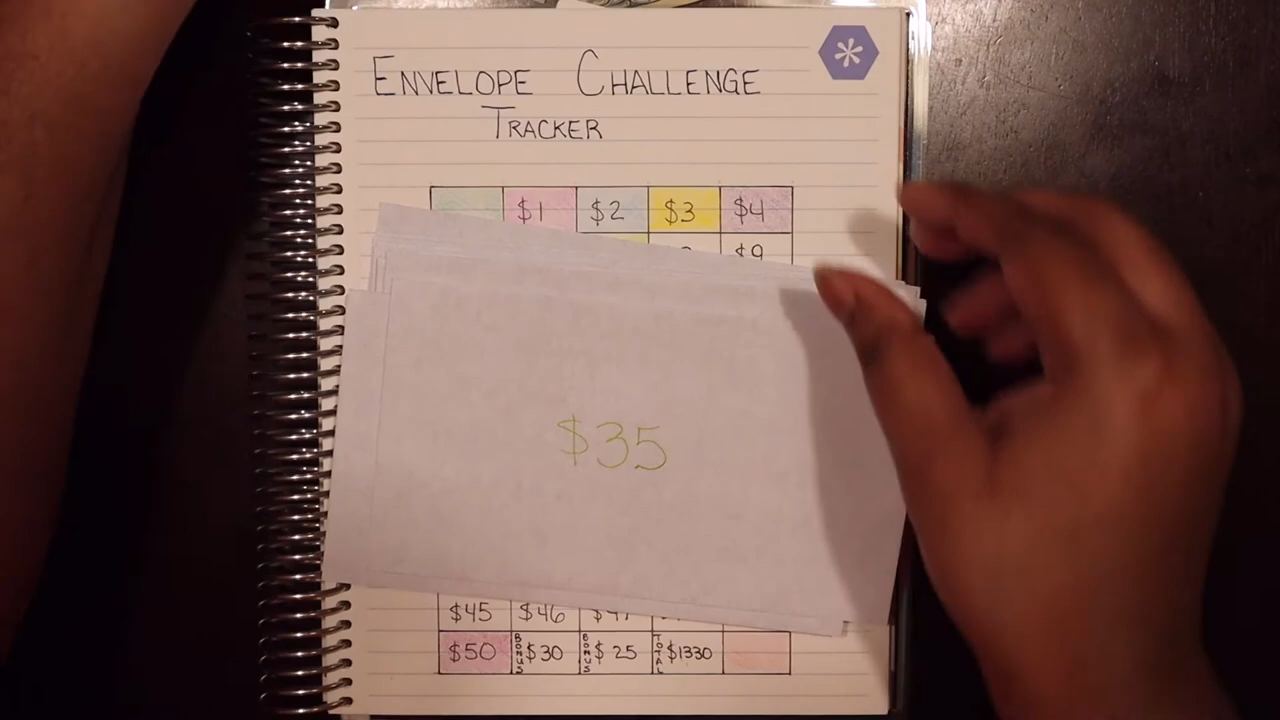 ENVELOPE CHALLENGE
TRACKER
$1 $2 $3 $4
$9
$35
$45 $46
$50 BONUS $30 BONUS $25 TOTAL $1330